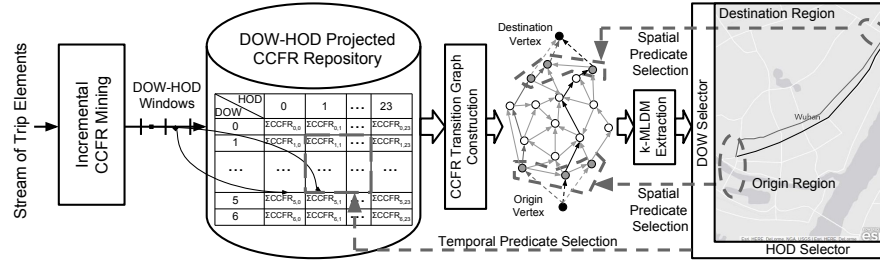 Stream of Trip Elements
Incremental
CCFR Mining
DOW-HOD
Windows
DOW-HOD Projected
CCFR Repository
HOD
DOW
0 1 ... 23
0 ΣCCFR0,0 ΣCCFR0,1 ... ΣCCFR0,23
1 ΣCCFR1,0 ΣCCFR1,1 ... ΣCCFR1,23
... ... ... ...
5 ΣCCFR5,0 ΣCCFR5,1 ... ΣCCFR5,23
6 ΣCCFR6,0 ΣCCFR6,1 ... ΣCCFR6,23
CCFR Transition Graph
Construction
Destination
Vertex
Origin
Vertex
k-MLDM
Extraction
Spatial
Predicate
Selection
Spatial
Predicate
Selection
Temporal Predicate Selection
DOW Selector
HOD Selector
Destination Region
Wuhan
Origin Region
esri